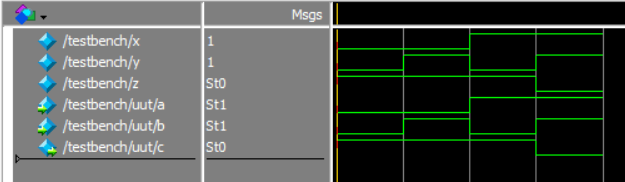 Msgs
/testbench/x 1
/testbench/y 1
/testbench/z St0
/testbench/uut/a St1
/testbench/uut/b St1
/testbench/uut/c St0